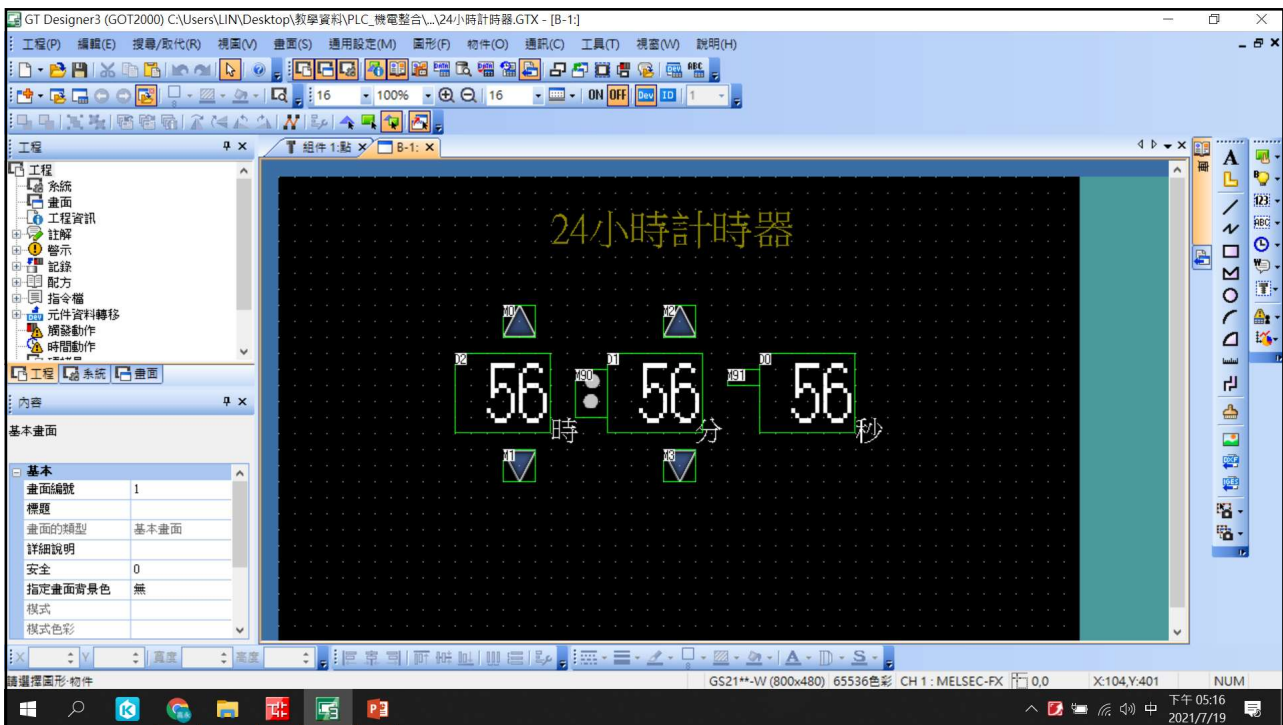 GT Designer3 (GOT2000) C:\Users\LIN\Desktop\教學資料\PLC_機電整合\...\24小時計時器.GTX - [B-1:]
工程(P) 編輯(E) 搜尋/取代(R) 視圖(V) 畫面(S) 通用設定(M) 圖形(F) 物件(O) 通訊(C) 工具(T) 視窗(W) 說明(H)
16 100% 16 ON OFF Dev ID 1
工程
組件 1:點 B-1:
工程
系統
畫面
工程資訊
註解
警示
記錄
配方
指令檔
元件資料轉移
觸發動作
時間動作
工程 系統 畫面
內容
基本畫面
基本
畫面編號 1
標題
畫面的類型 基本畫面
詳細說明
安全 0
指定畫面背景色 無
模式
模式色彩
24小時計時器
M0 M2
D2 56 時 M90 D1 56 分 M91 D0 56 秒
M1 M3
X Y 寬度 高度
請選擇圖形·物件
GS21**-W (800x480) 65536色彩 CH 1 : MELSEC-FX 0,0 X:104,Y:401 NUM
中 下午 05:16
2021/7/19